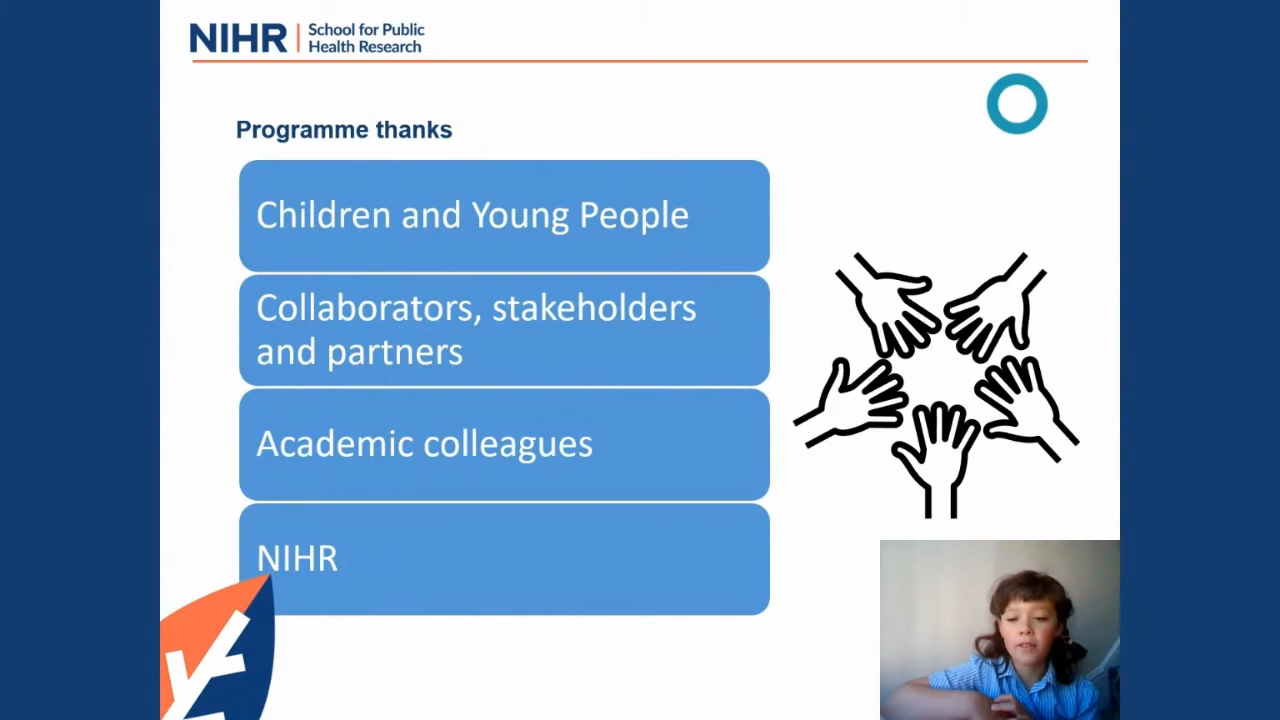 NIHR | School for Public
Health Research
Programme thanks
Children and Young People
Collaborators, stakeholders
and partners
Academic colleagues
NIHR